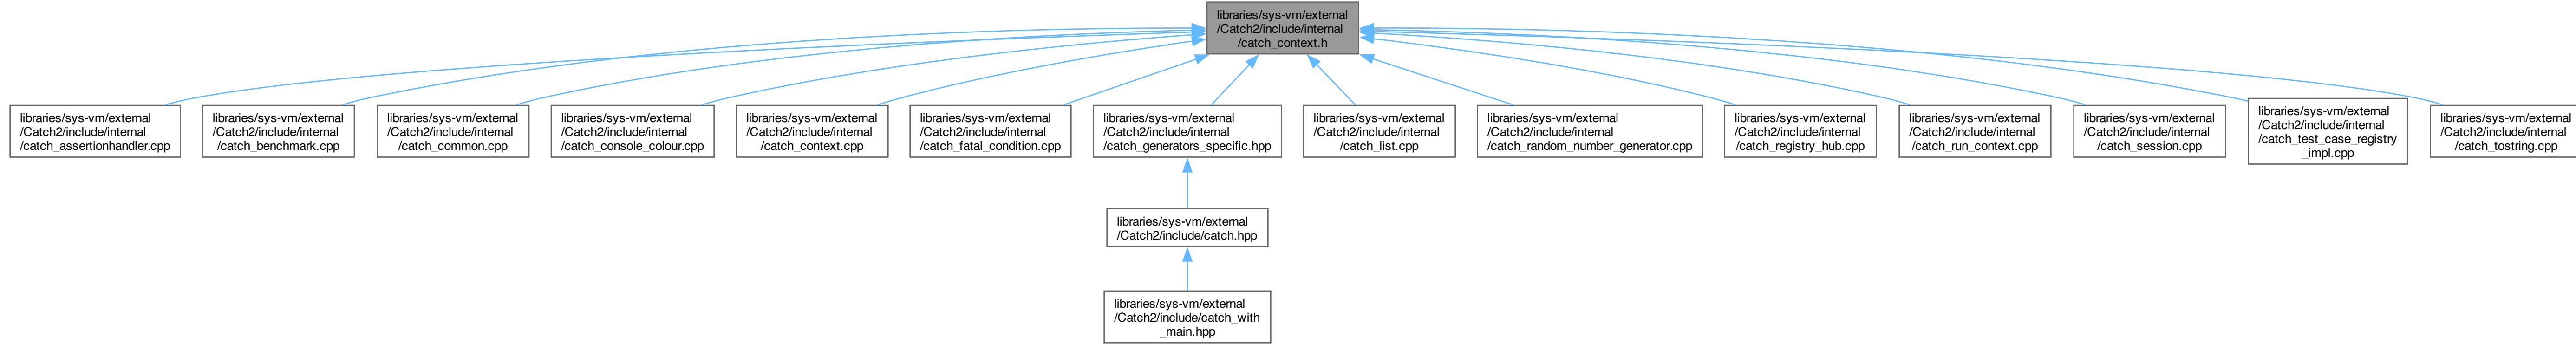 libraries/sys-vm/external
/Catch2/include/internal
/catch_context.h
libraries/sys-vm/external
/Catch2/include/internal
/catch_assertionhandler.cpp
libraries/sys-vm/external
/Catch2/include/internal
/catch_benchmark.cpp
libraries/sys-vm/external
/Catch2/include/internal
/catch_common.cpp
libraries/sys-vm/external
/Catch2/include/internal
/catch_console_colour.cpp
libraries/sys-vm/external
/Catch2/include/internal
/catch_context.cpp
libraries/sys-vm/external
/Catch2/include/internal
/catch_fatal_condition.cpp
libraries/sys-vm/external
/Catch2/include/internal
/catch_generators_specific.hpp
libraries/sys-vm/external
/Catch2/include/internal
/catch_list.cpp
libraries/sys-vm/external
/Catch2/include/internal
/catch_random_number_generator.cpp
libraries/sys-vm/external
/Catch2/include/internal
/catch_registry_hub.cpp
libraries/sys-vm/external
/Catch2/include/internal
/catch_run_context.cpp
libraries/sys-vm/external
/Catch2/include/internal
/catch_session.cpp
libraries/sys-vm/external
/Catch2/include/internal
/catch_test_case_registry
_impl.cpp
libraries/sys-vm/external
/Catch2/include/internal
/catch_tostring.cpp
libraries/sys-vm/external
/Catch2/include/catch.hpp
libraries/sys-vm/external
/Catch2/include/catch_with
_main.hpp